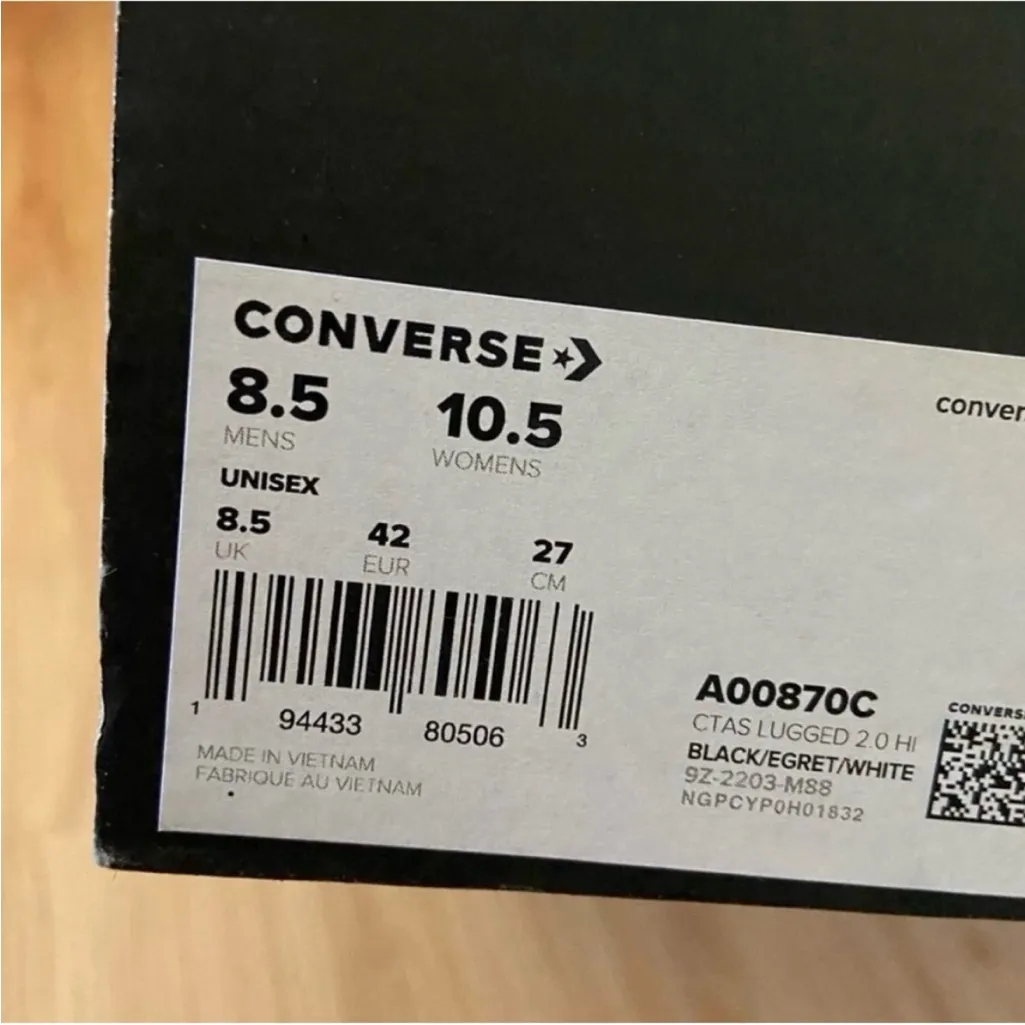 CONVERSE
8.5 10.5
MENS WOMENS
UNISEX
8.5 42 27
UK EUR CM
1 94433 80506 3
MADE IN VIETNAM
FABRIQUE AU VIETNAM
conver
A00870C
CTAS LUGGED 2.0 HI
BLACK/EGRET/WHITE
9Z-2203-M88
NGPCYP0H01832
CONVERS